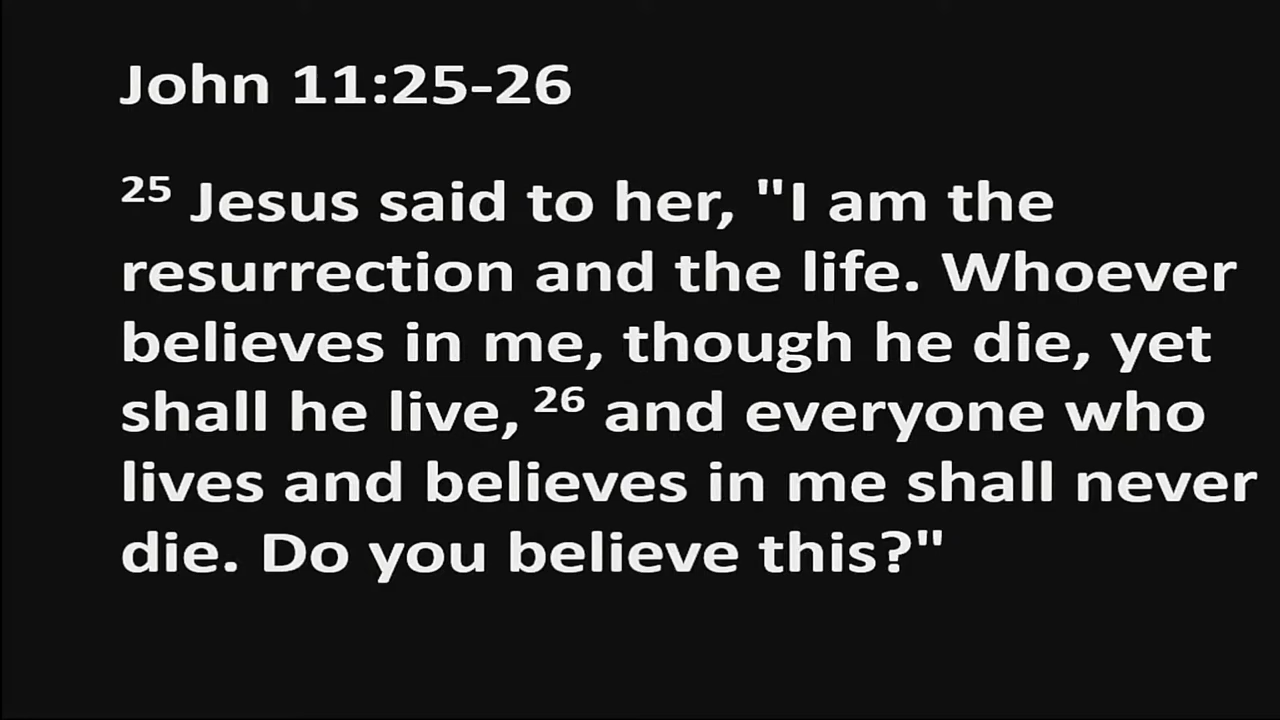 John 11:25-26
25 Jesus said to her, "I am the
resurrection and the life. Whoever
believes in me, though he die, yet
shall he live, 26 and everyone who
lives and believes in me shall never
die. Do you believe this?"